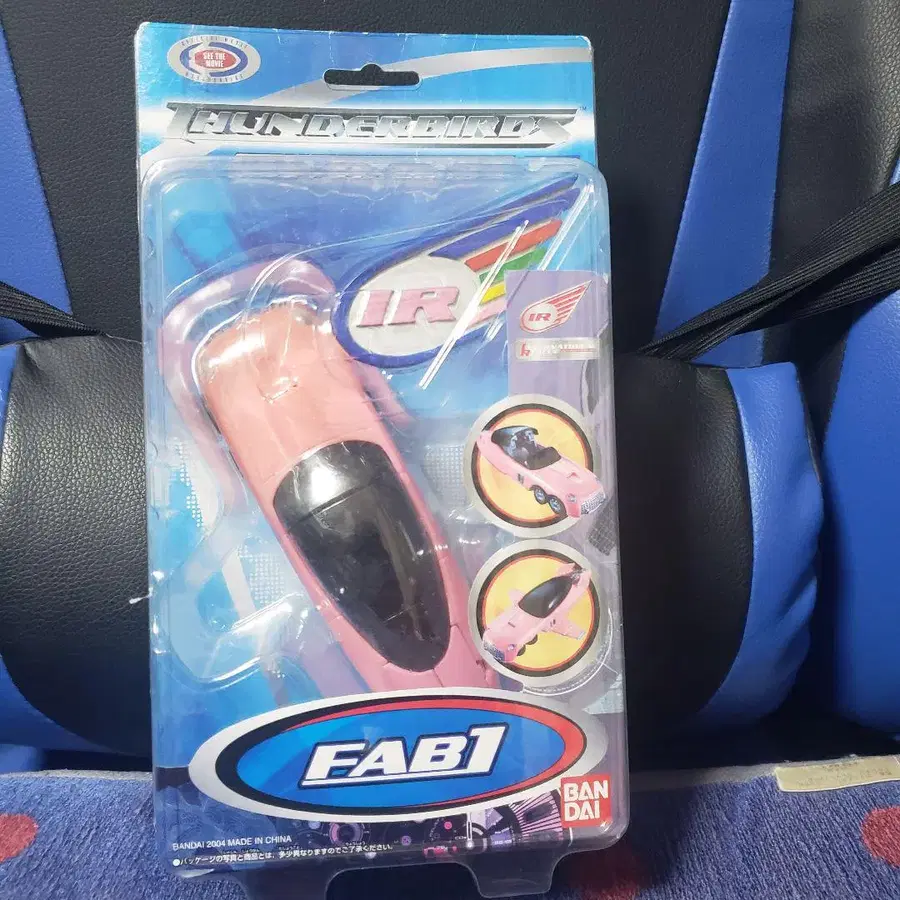 SEE THE
MOVIE
THUNDERBIRDS
IR
IR
FAB1
BAN
DAI
BANDAI 2004 MADE IN CHINA
●パッケージの写真と商品とは、多少異なりますのでご了承ください。